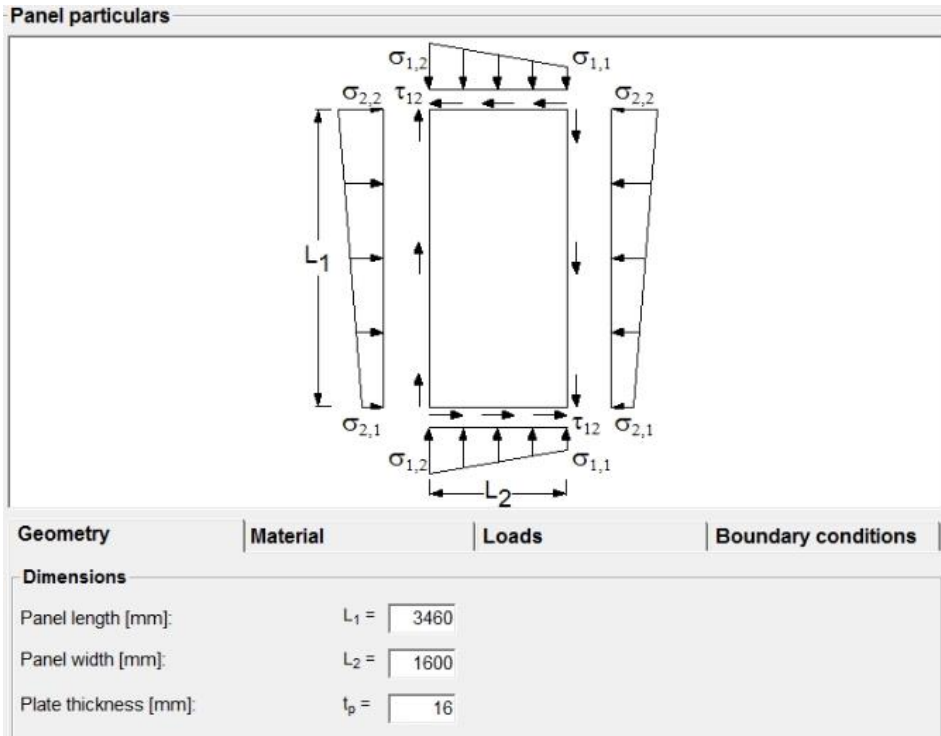 Panel particulars
σ1,2 σ1,1
σ2,2 τ12 σ2,2
L1
σ2,1 τ12 σ2,1
σ1,2 σ1,1
L2
Geometry Material Loads Boundary conditions
Dimensions
Panel length [mm]: L1 = 3460
Panel width [mm]: L2 = 1600
Plate thickness [mm]: tp = 16